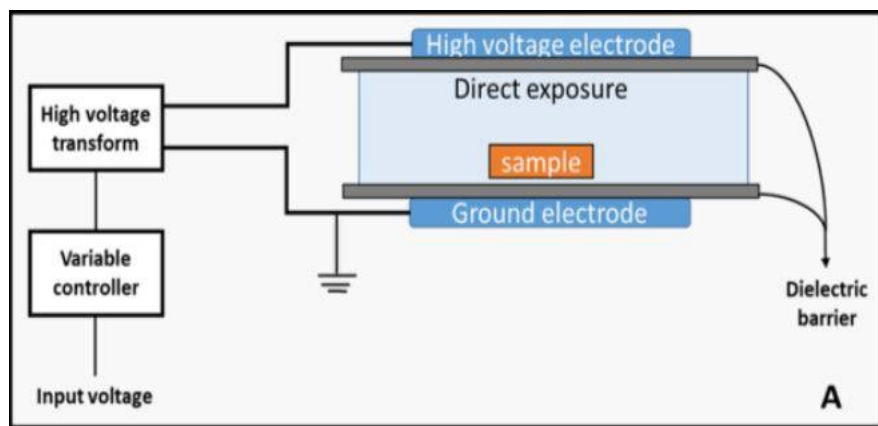 High voltage electrode
Direct exposure
High voltage
transform
sample
Ground electrode
Variable
controller
Dielectric
barrier
Input voltage
A